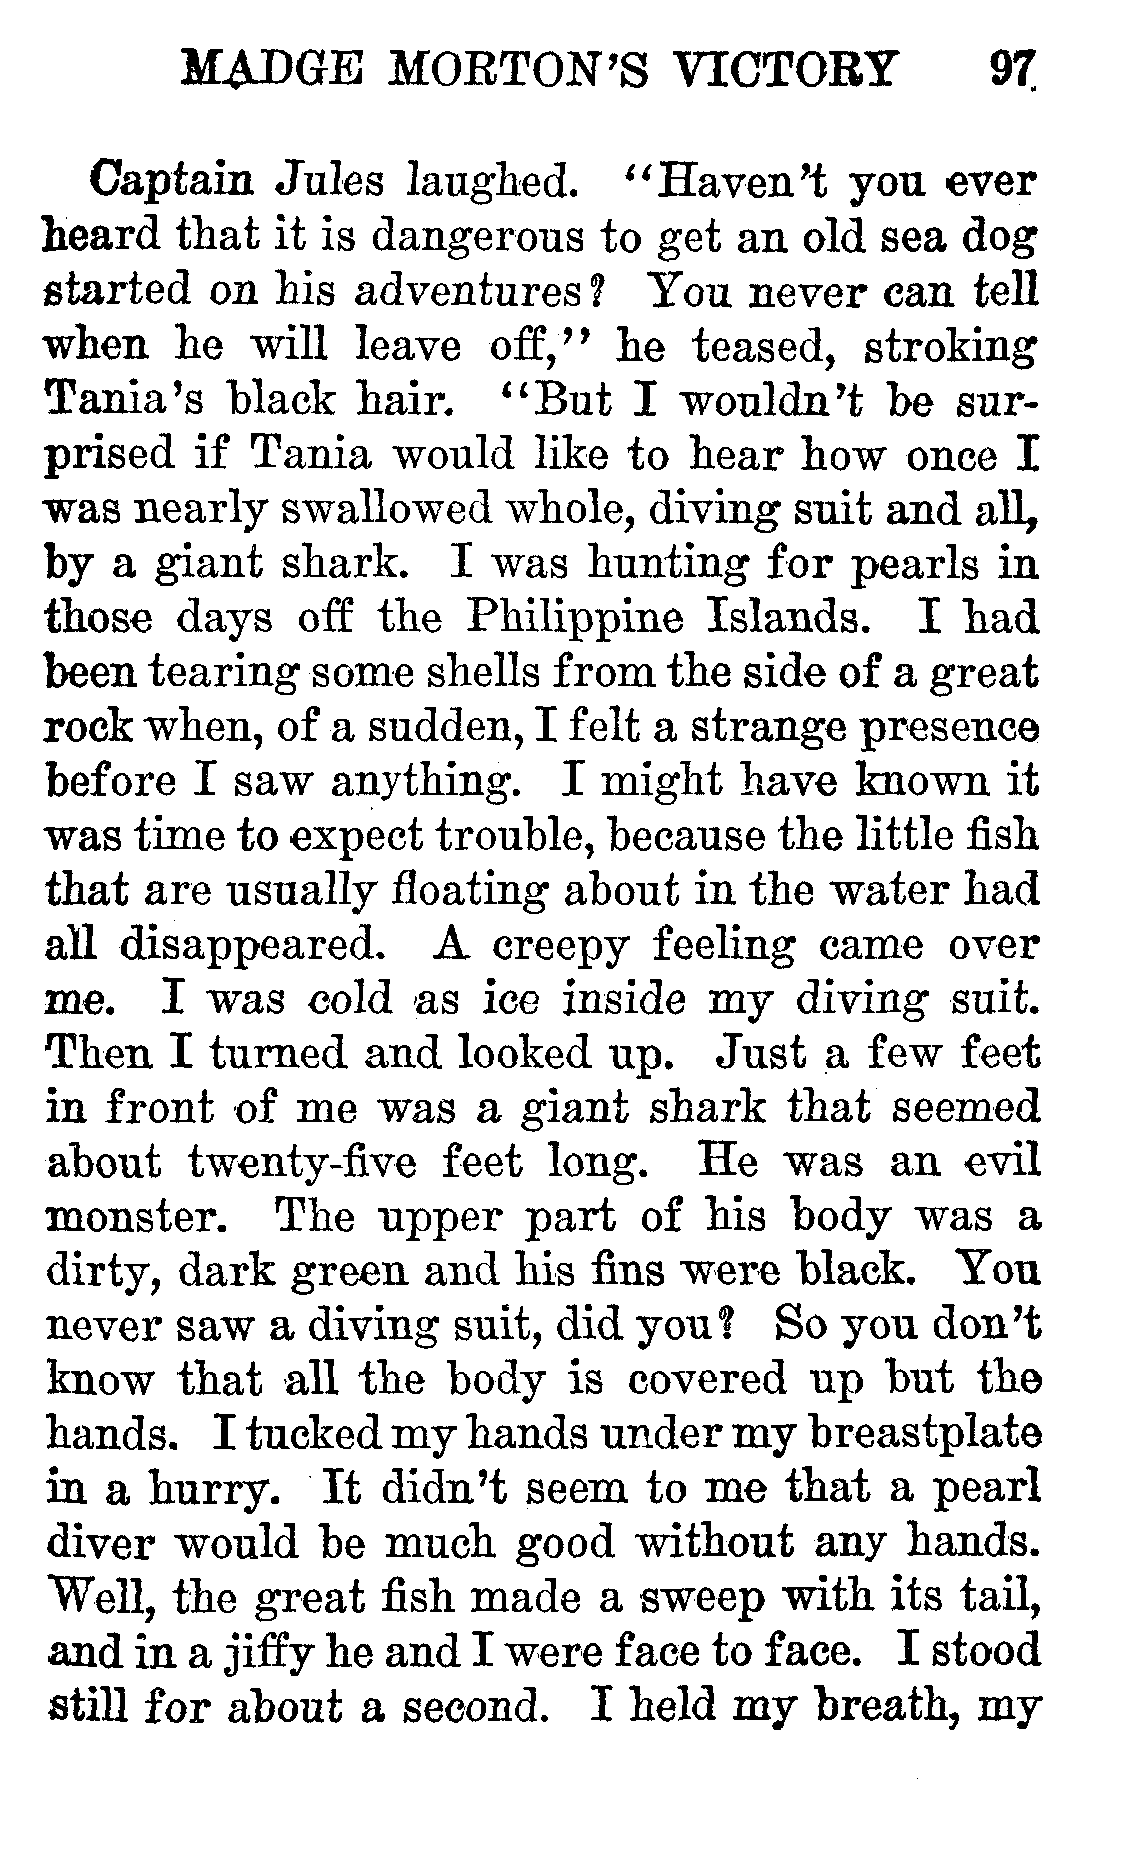 MADGE MORTON'S VICTORY 97
Captain Jules laughed. "Haven't you ever
heard that it is dangerous to get an old sea dog
started on his adventures? You never can tell
when he will leave off," he teased, stroking
Tania's black hair. "But I wouldn't be sur-
prised if Tania would like to hear how once I
was nearly swallowed whole, diving suit and all,
by a giant shark. I was hunting for pearls in
those days off the Philippine Islands. I had
been tearing some shells from the side of a great
rock when, of a sudden, I felt a strange presence
before I saw anything. I might have known it
was time to expect trouble, because the little fish
that are usually floating about in the water had
all disappeared. A creepy feeling came over
me. I was cold as ice inside my diving suit.
Then I turned and looked up. Just a few feet
in front of me was a giant shark that seemed
about twenty-five feet long. He was an evil
monster. The upper part of his body was a
dirty, dark green and his fins were black. You
never saw a diving suit, did you? So you don't
know that all the body is covered up but the
hands. I tucked my hands under my breastplate
in a hurry. It didn't seem to me that a pearl
diver would be much good without any hands.
Well, the great fish made a sweep with its tail,
and in a jiffy he and I were face to face. I stood
still for about a second. I held my breath, my